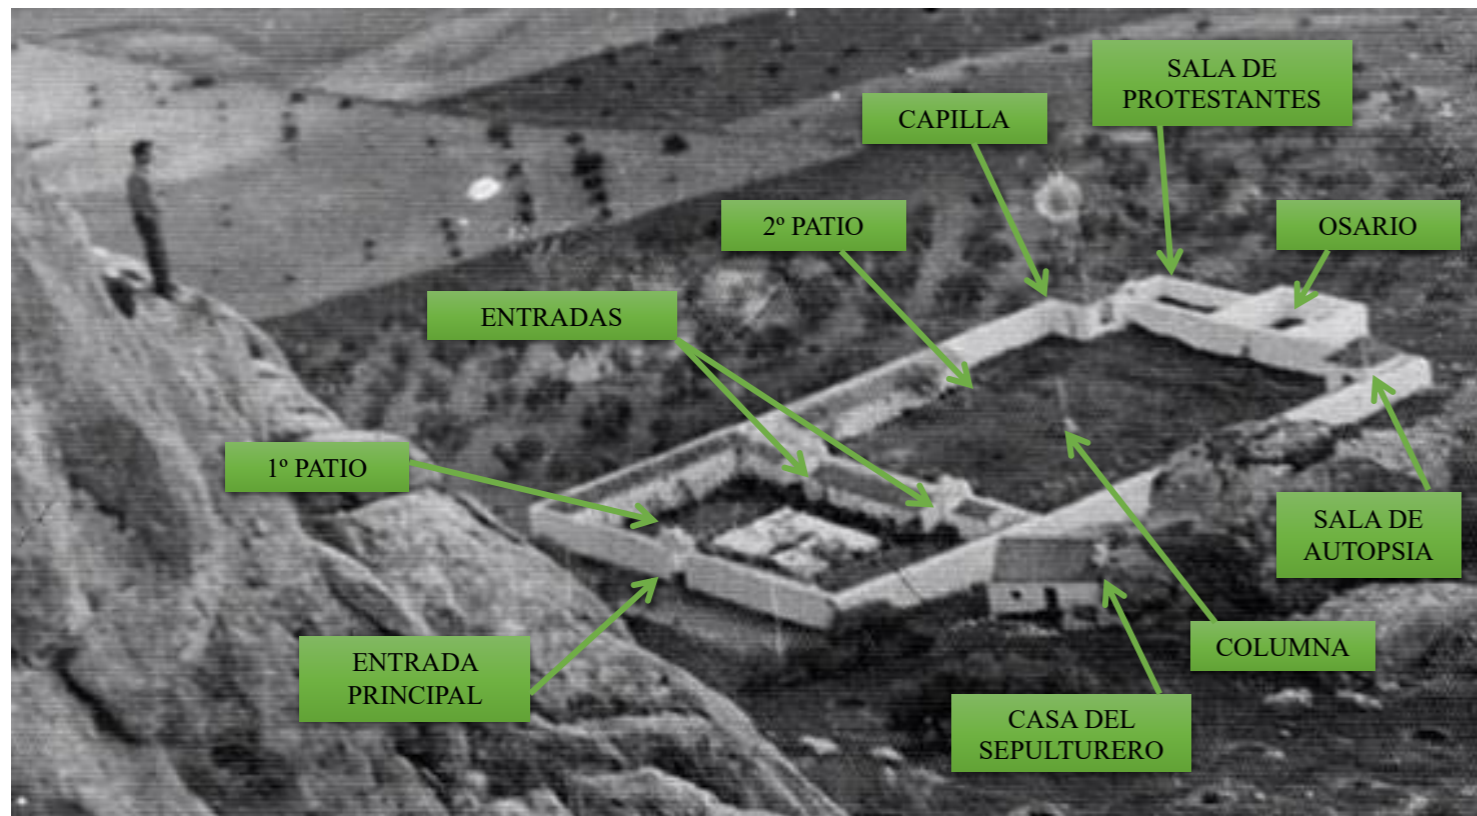 SALA DE
PROTESTANTES
CAPILLA
2º PATIO
OSARIO
ENTRADAS
1º PATIO
SALA DE
AUTOPSIA
ENTRADA
PRINCIPAL
COLUMNA
CASA DEL
SEPULTURERO